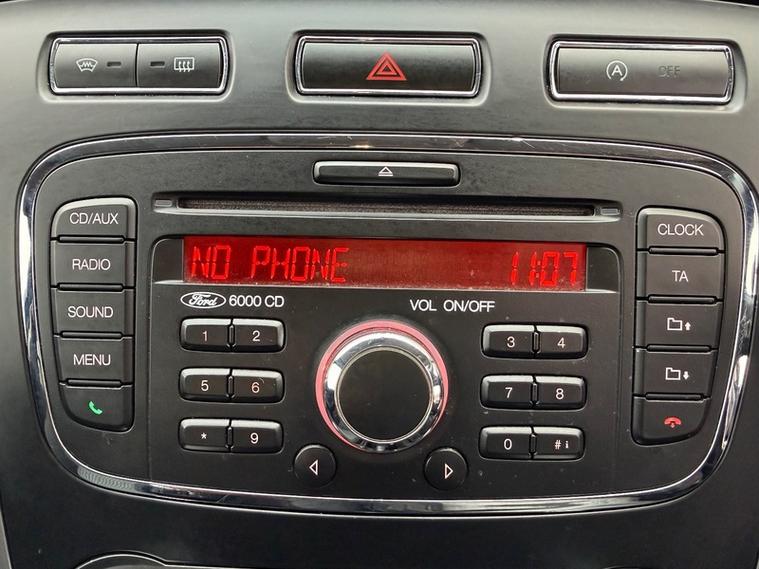 A OFF
CD/AUX
RADIO
SOUND
MENU
NO PHONE 11:07
Ford 6000 CD
VOL ON/OFF
1 2
5 6
* 9
3 4
7 8
0 # i
CLOCK
TA